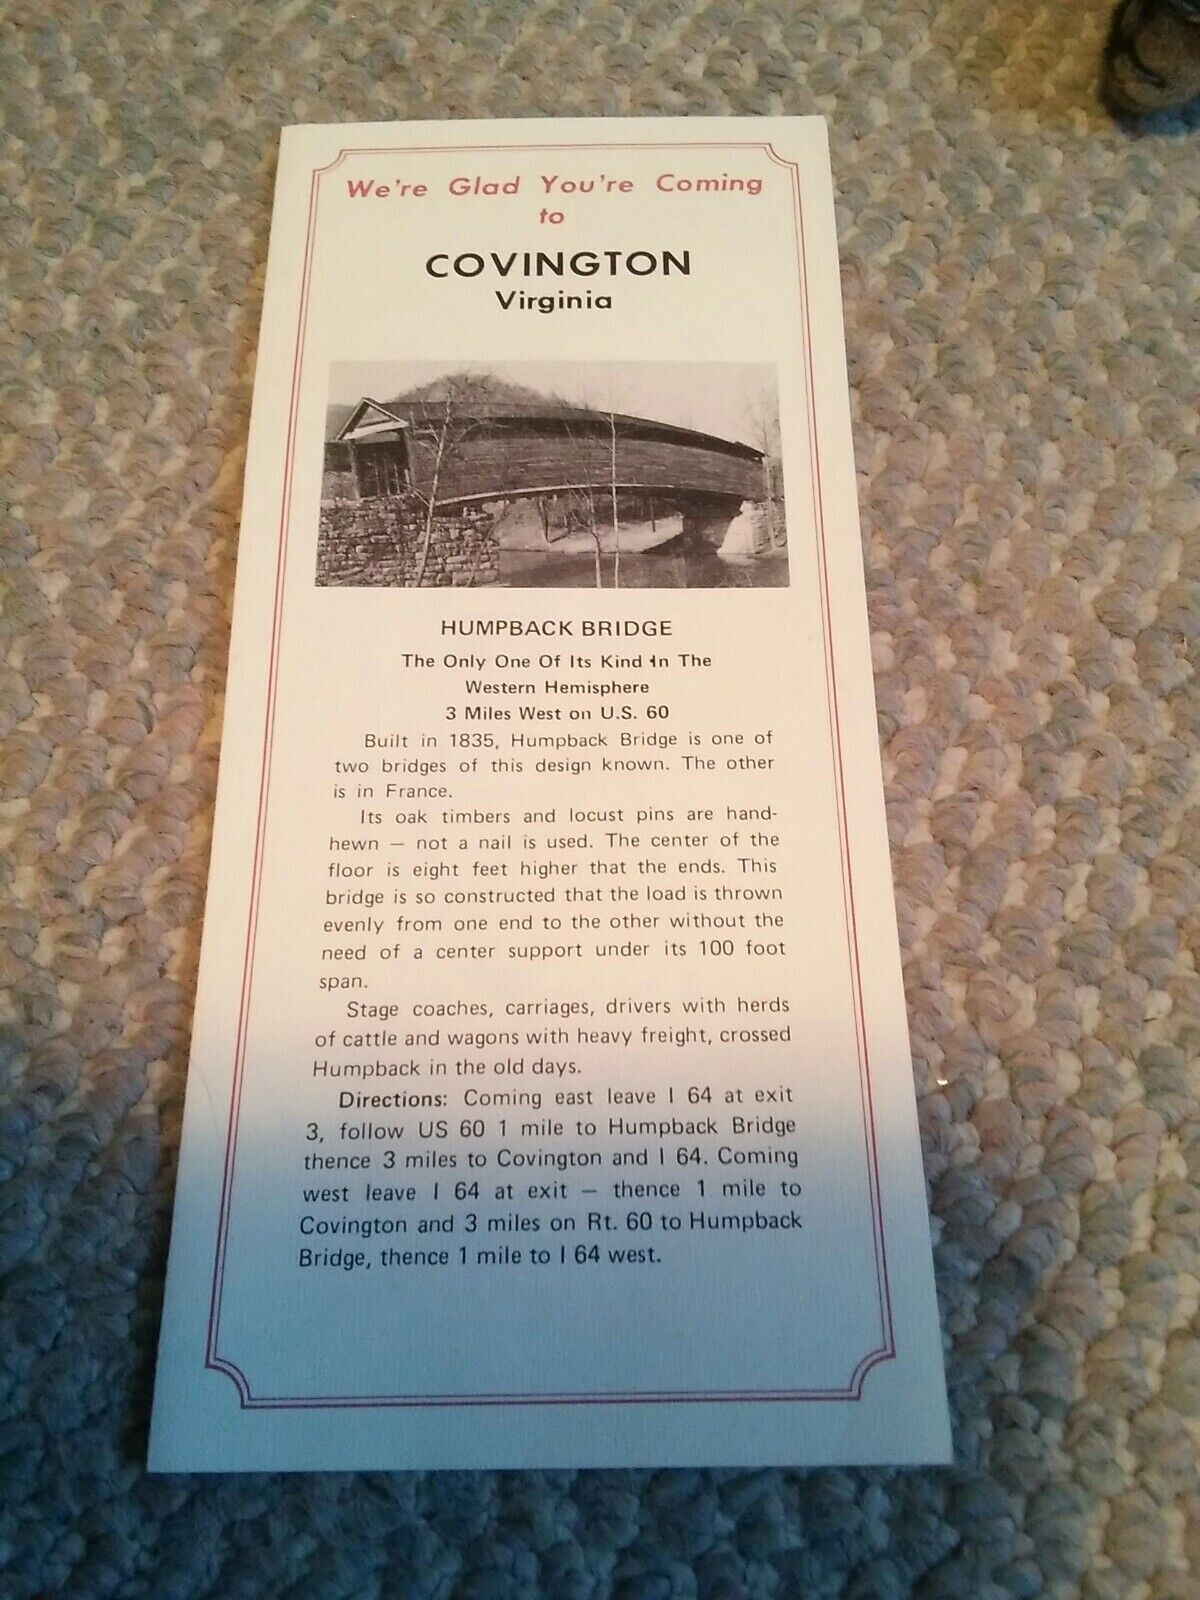 We're Glad You're Coming
to
COVINGTON
Virginia
HUMPBACK BRIDGE
The Only One Of Its Kind In The
Western Hemisphere
3 Miles West on U.S. 60
Built in 1835, Humpback Bridge is one of
two bridges of this design known. The other
is in France.
Its oak timbers and locust pins are hand-
hewn — not a nail is used. The center of the
floor is eight feet higher that the ends. This
bridge is so constructed that the load is thrown
evenly from one end to the other without the
need of a center support under its 100 foot
span.
Stage coaches, carriages, drivers with herds
of cattle and wagons with heavy freight, crossed
Humpback in the old days.
Directions: Coming east leave I 64 at exit
3, follow US 60 1 mile to Humpback Bridge
thence 3 miles to Covington and I 64. Coming
west leave I 64 at exit — thence 1 mile to
Covington and 3 miles on Rt. 60 to Humpback
Bridge, thence 1 mile to I 64 west.